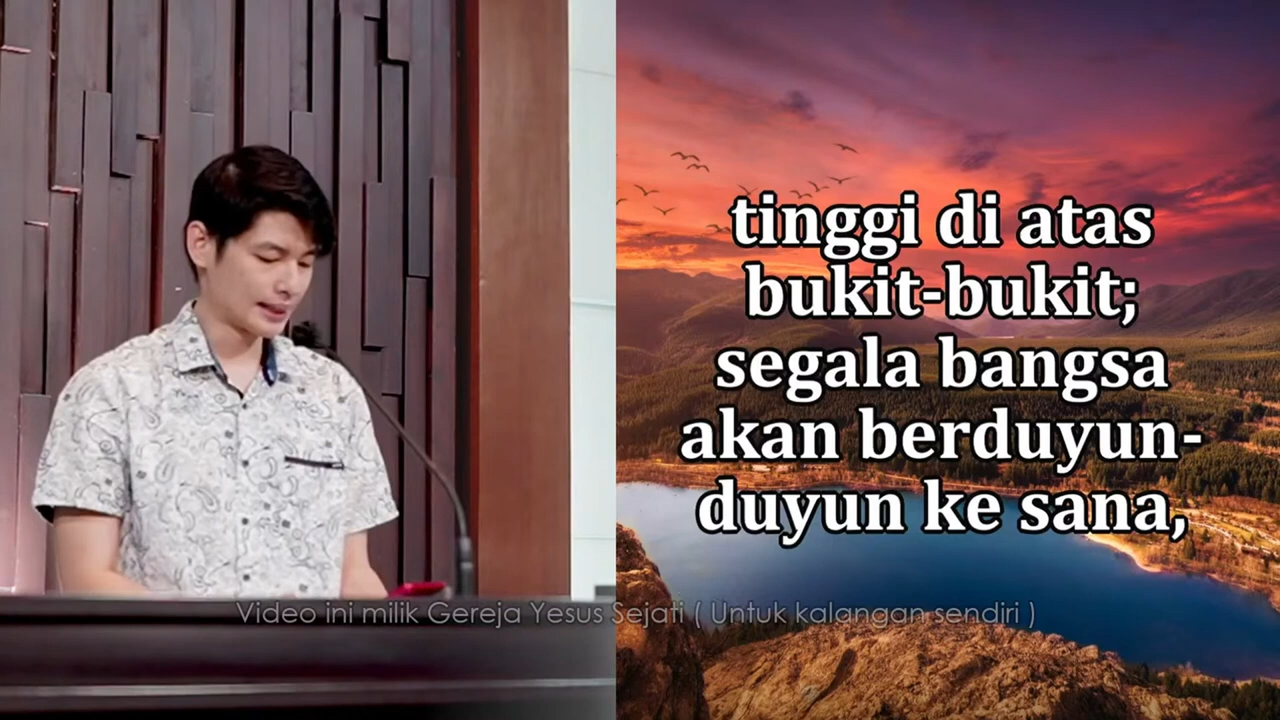 tinggi di atas
bukit-bukit;
segala bangsa
akan berduyun-
duyun ke sana,
Video ini milik Gereja Yesus Sejati ( Untuk kalangan sendiri )